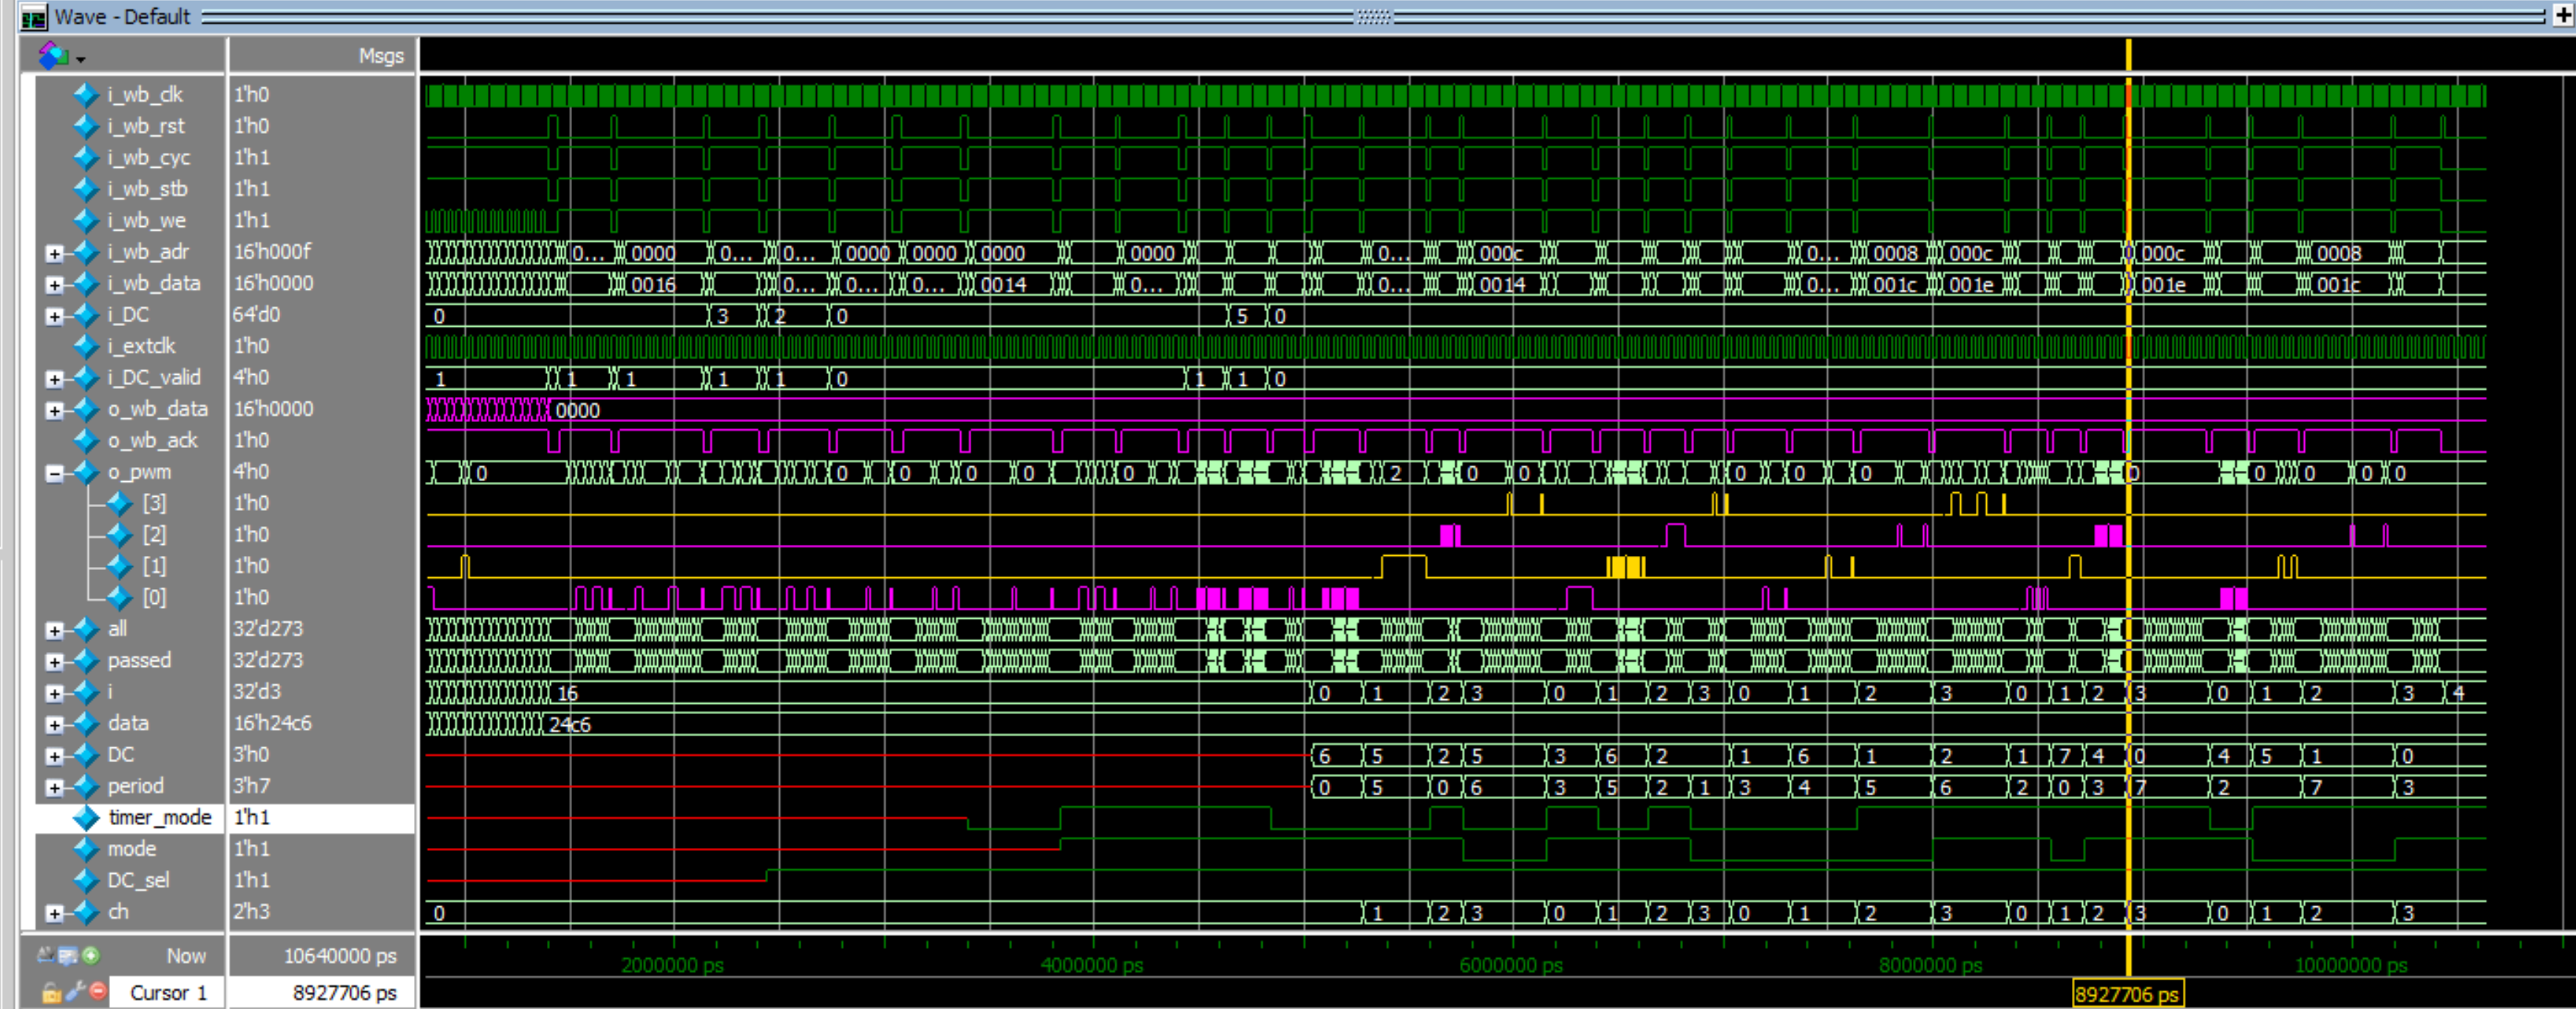 Wave - Default
Msgs
i_wb_clk 1'h0
i_wb_rst 1'h0
i_wb_cyc 1'h1
i_wb_stb 1'h1
i_wb_we 1'h1
i_wb_adr 16'h000f 0... 0000 0... 0... 0000 0000 0000 0000 0... 000c 0... 0008 000c 000c 0008
i_wb_data 16'h0000 0016 0... 0... 0... 0014 0... 0... 0014 0... 001c 001e 001e 001c
i_DC 64'd0 0 3 2 0 5 0
i_extclk 1'h0
i_DC_valid 4'h0 1 1 1 1 1 0 1 1 0
o_wb_data 16'h0000 0000
o_wb_ack 1'h0
o_pwm 4'h0 0 0 0 0 0 0 2 0 0 0 0 0 0 0 0 0 0
[3] 1'h0
[2] 1'h0
[1] 1'h0
[0] 1'h0
all 32'd273
passed 32'd273
i 32'd3 16 0 1 2 3 0 1 2 3 0 1 2 3 0 1 2 3 0 1 2 3 4
data 16'h24c6 24c6
DC 3'h0 6 5 2 5 3 6 2 1 6 1 2 1 7 4 0 4 5 1 0
period 3'h7 0 5 0 6 3 5 2 1 3 4 5 6 2 0 3 7 2 7 3
timer_mode 1'h1
mode 1'h1
DC_sel 1'h1
ch 2'h3 0 1 2 3 0 1 2 3 0 1 2 3 0 1 2 3 0 1 2 3
Now 10640000 ps 2000000 ps 4000000 ps 6000000 ps 8000000 ps 10000000 ps
Cursor 1 8927706 ps 8927706 ps